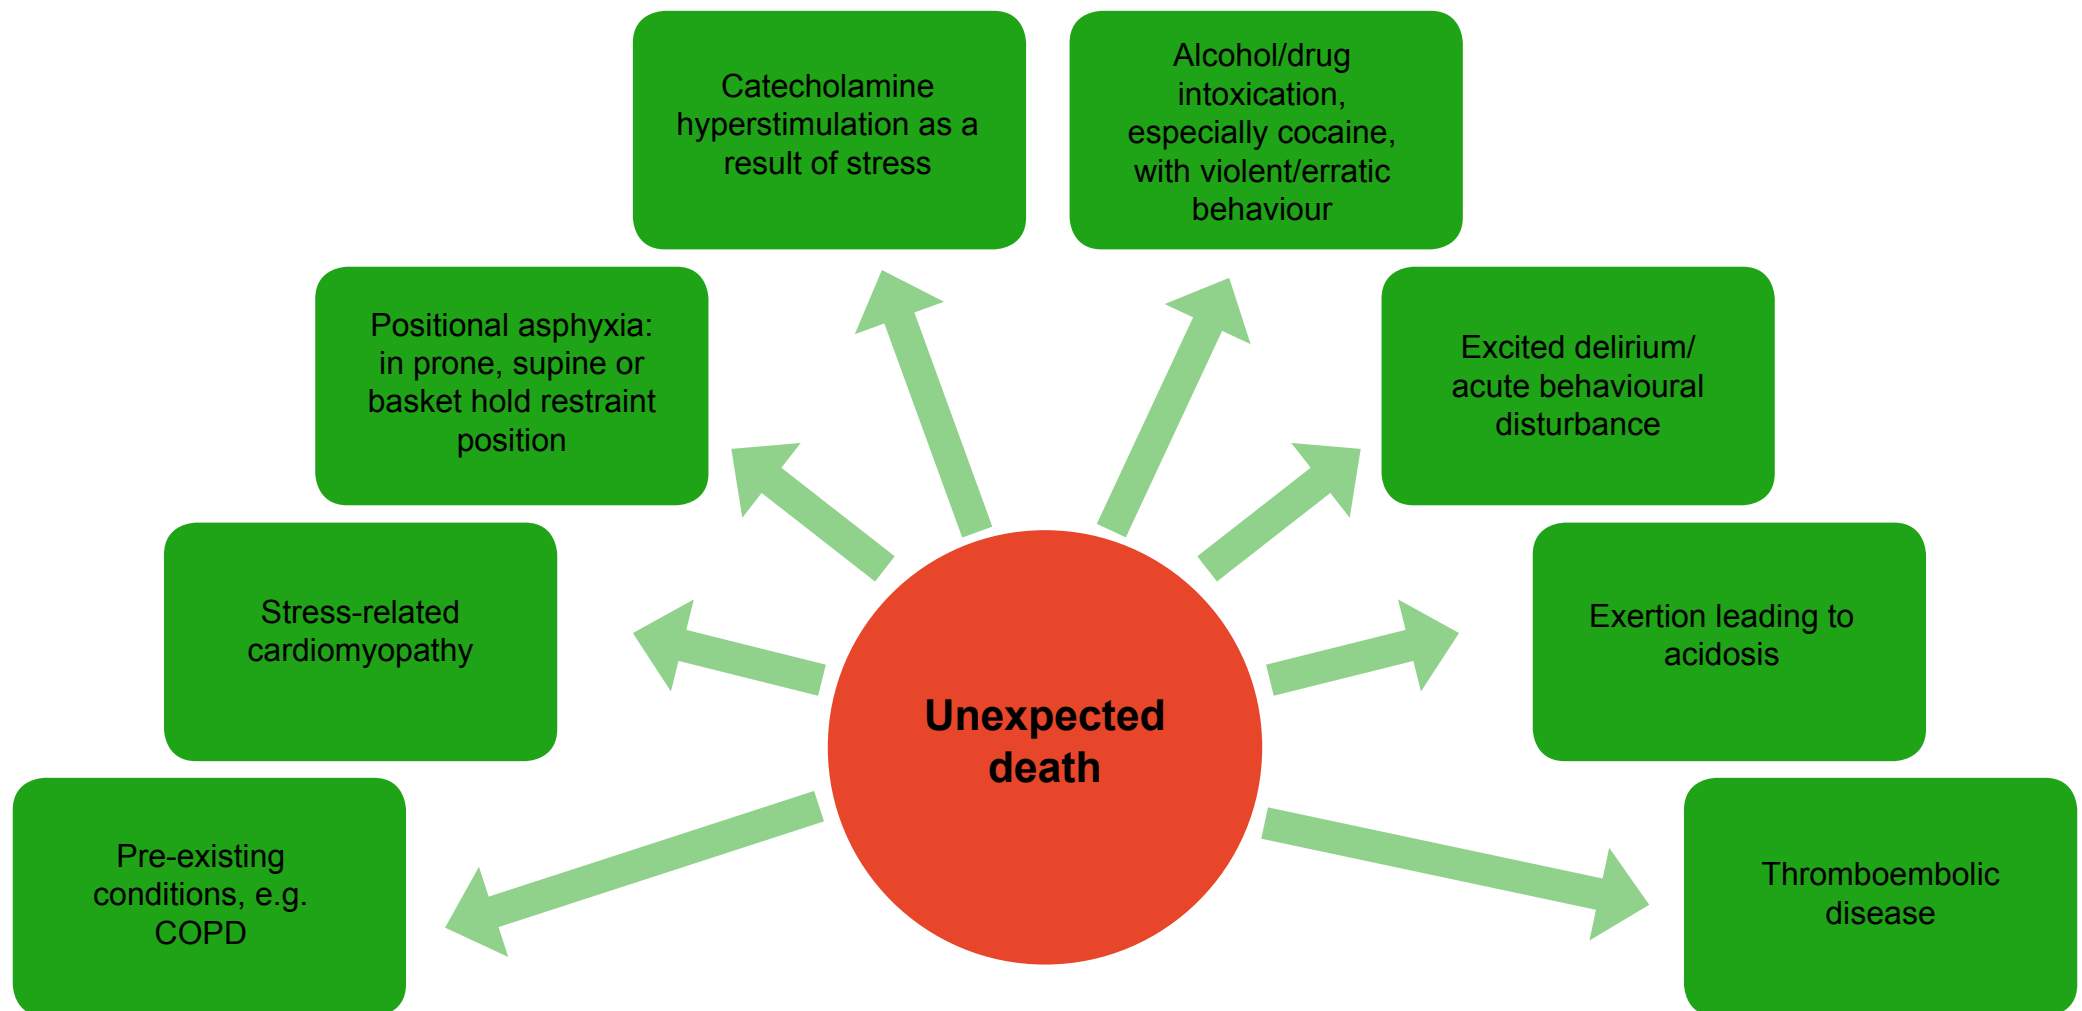 Catecholamine
hyperstimulation as a
result of stress
Alcohol/drug
intoxication,
especially cocaine,
with violent/erratic
behaviour
Positional asphyxia:
in prone, supine or
basket hold restraint
position
Excited delirium/
acute behavioural
disturbance
Stress-related
cardiomyopathy
Exertion leading to
acidosis
Unexpected
death
Pre-existing
conditions, e.g.
COPD
Thromboembolic
disease